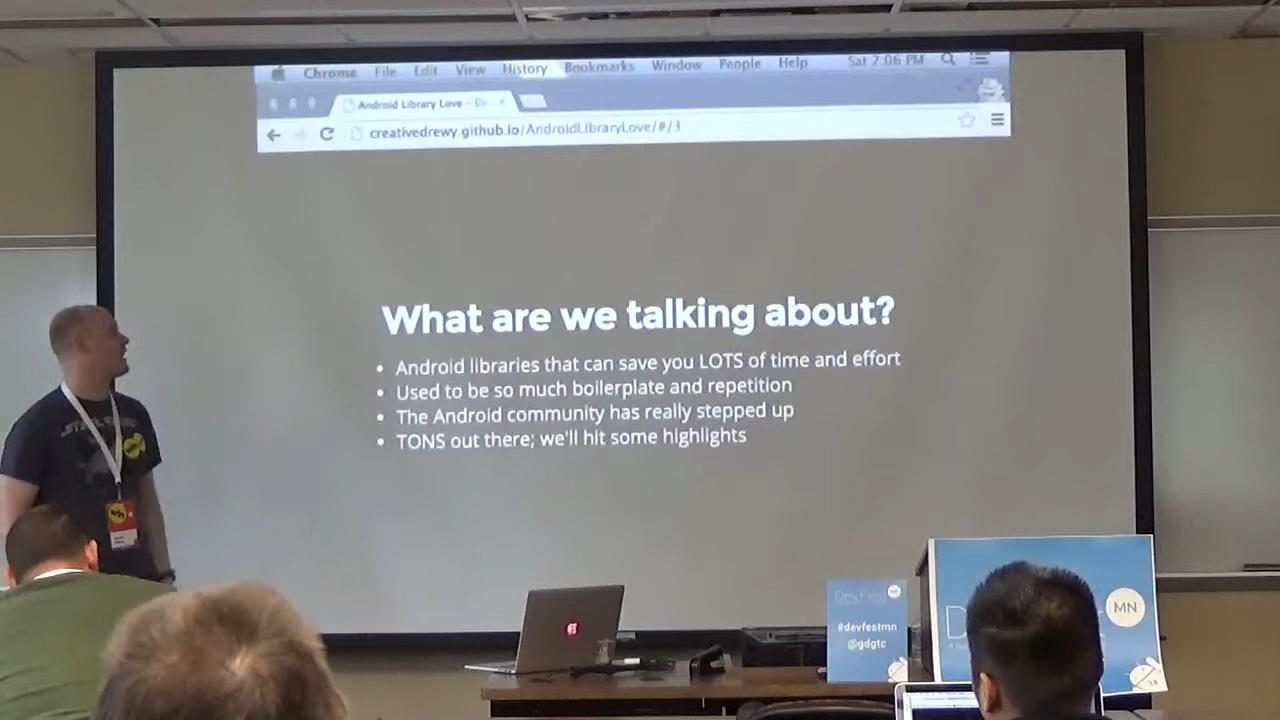 Chrome File Edit View History Bookmarks Window People Help Sat 2:06 PM
Android Library Love
creativedrewy.github.io/AndroidLibraryLove/#/3
What are we talking about?
• Android libraries that can save you LOTS of time and effort
• Used to be so much boilerplate and repetition
• The Android community has really stepped up
• TONS out there; we'll hit some highlights
DevFest
#devfestmn
@gdgtc
MN